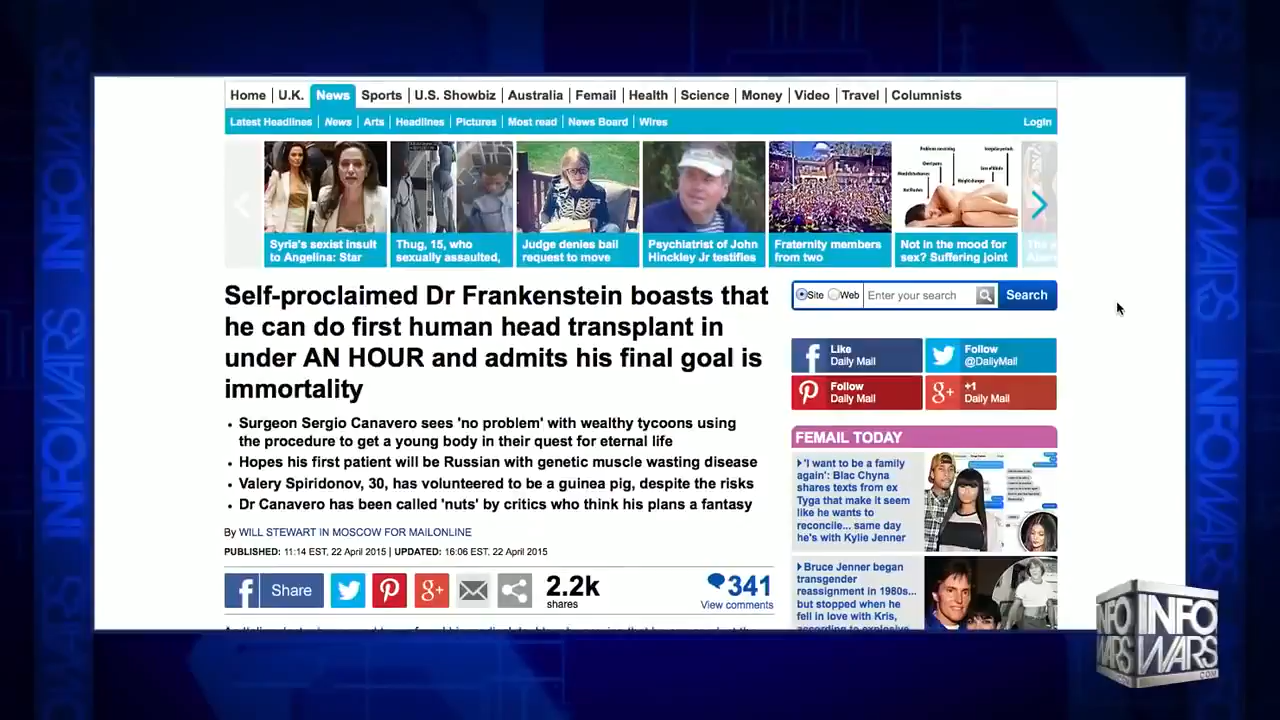 Home | U.K. | News | Sports | U.S. Showbiz | Australia | Femail | Health | Science | Money | Video | Travel | Columnists
Latest Headlines | News | Arts | Headlines | Pictures | Most read | News Board | Wires
Login
Syria's sexist insult
to Angelina: Star
Thug, 15, who
sexually assaulted,
Judge denies bail
request to move
Psychiatrist of John
Hinckley Jr testifies
Fraternity members
from two
Not in the mood for
sex? Suffering joint
Self-proclaimed Dr Frankenstein boasts that
he can do first human head transplant in
under AN HOUR and admits his final goal is
immortality
• Surgeon Sergio Canavero sees 'no problem' with wealthy tycoons using
the procedure to get a young body in their quest for eternal life
• Hopes his first patient will be Russian with genetic muscle wasting disease
• Valery Spiridonov, 30, has volunteered to be a guinea pig, despite the risks
• Dr Canavero has been called 'nuts' by critics who think his plans a fantasy
By WILL STEWART IN MOSCOW FOR MAILONLINE
PUBLISHED: 11:14 EST, 22 April 2015 | UPDATED: 16:06 EST, 22 April 2015
Share
2.2k
shares
341
View comments
Site
Web
Enter your search
Search
Like
Daily Mail
Follow
@DailyMail
Follow
Daily Mail
+1
Daily Mail
FEMAIL TODAY
'I want to be a family
again': Blac Chyna
shares texts from ex
Tyga that make it seem
like he wants to
reconcile... same day
he's with Kylie Jenner
Bruce Jenner began
transgender
reassignment in 1980s...
but stopped when he
fell in love with Kris,
according to explosive
INFOWARS
INFOWARS
INFO
WARS
INFO
WARS
.COM